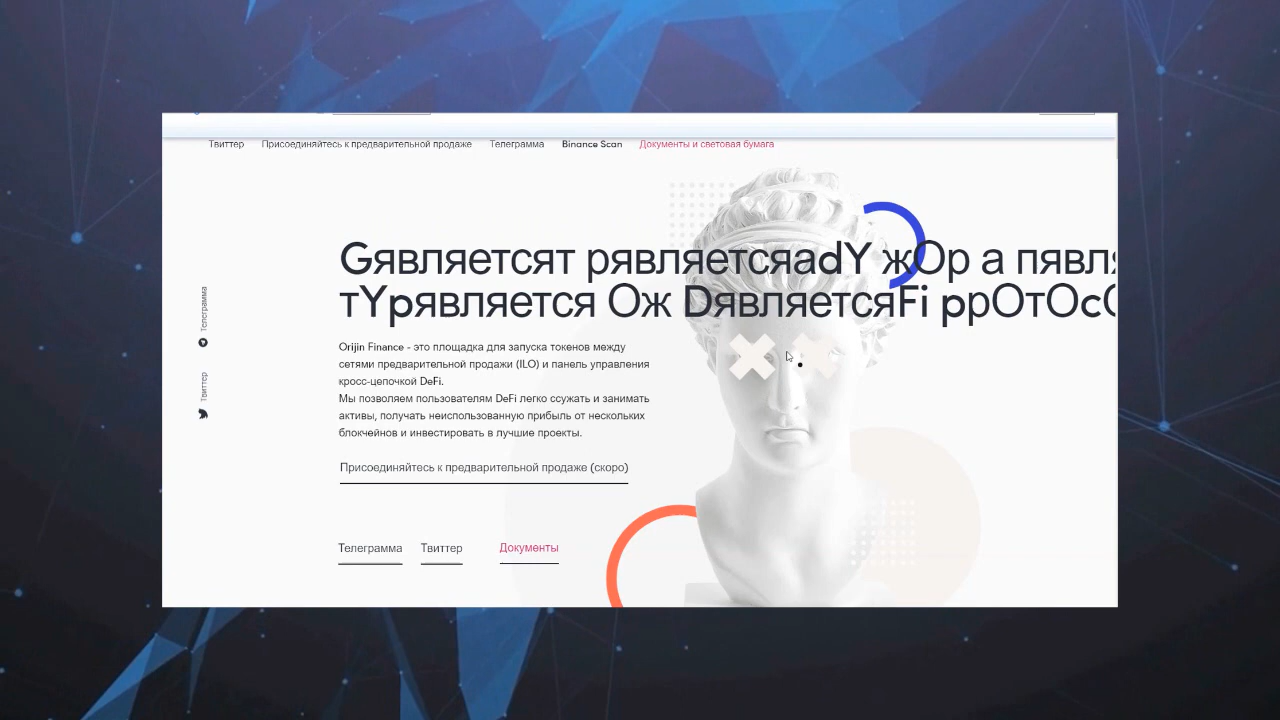 Твиттер Присоединяйтесь к предварительной продаже Телеграмма Binance Scan Документы и световая бумага
Gявляетсят рявляетсяadY жОр а пявля
тYрявляется Ож DявляетсяFi ррОтОсО
Orijin Finance - это площадка для запуска токенов между
сетями предварительной продажи (ILO) и панель управления
кросс-цепочкой DeFi.
Мы позволяем пользователям DeFi легко ссужать и занимать
активы, получать неиспользованную прибыль от нескольких
блокчейнов и инвестировать в лучшие проекты.
Присоединяйтесь к предварительной продаже (скоро)
Телеграмма Твиттер Документы
Телеграмма
Твиттер